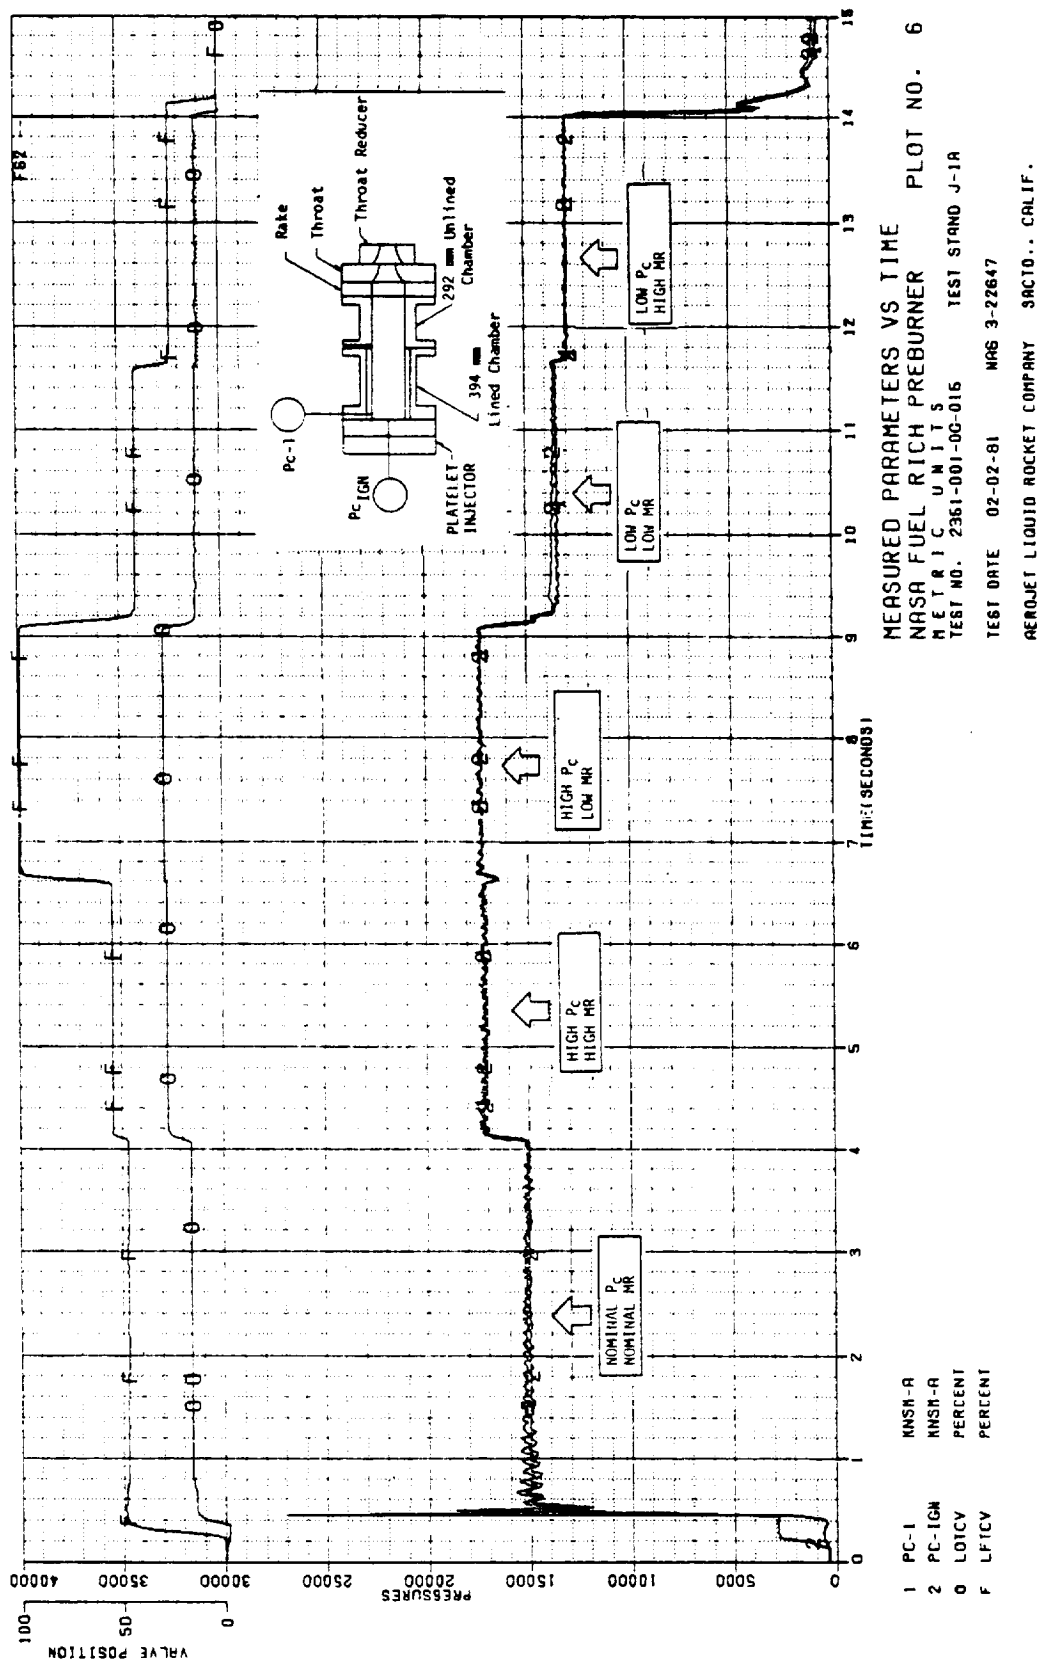 F62
100
50
0
VALVE POSITION
40000
35000
30000
25000
20000
15000
10000
5000
0
PRESSURES
0 1 2 3 4 5 6 7 8 9 10 11 12 13 14 15
TIME(SECONDS)
NOMINAL PC
NOMINAL MR
HIGH PC
HIGH MR
HIGH PC
LOW MR
LOW PC
LOW MR
LOW PC
HIGH MR
Pc-1
PcIGN
PLATELET
INJECTOR
394 mm
Lined Chamber
292 mm Unlined
Chamber
Rake
Throat
Throat Reducer
1 PC-1 KNSM-A
2 PC-IGN KNSM-A
O LOTCV PERCENT
F LFTCV PERCENT
MEASURED PARAMETERS VS TIME PLOT NO. 6
NASA FUEL RICH PREBURNER
METRIC UNITS
TEST NO. 2361-001-OG-016 TEST STAND J-1A
TEST DATE 02-02-81 NAS 3-22647
AEROJET LIQUID ROCKET COMPANY SACTO.. CALIF.